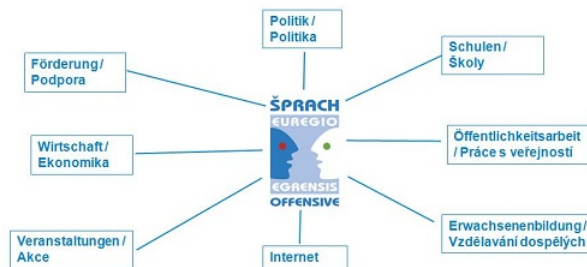 Politik /
Politika
Förderung /
Podpora
Schulen /
Školy
ŠPRACH
EUREGIO
EGRENSIS
OFFENSIVE
Wirtschaft /
Ekonomika
Öffentlichkeitsarbeit
/ Práce s veřejností
Veranstaltungen /
Akce
Internet
Erwachsenenbildung /
Vzdělávání dospělých